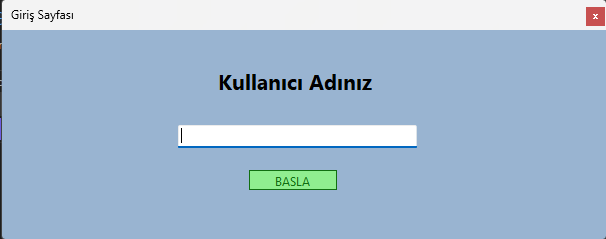 Giriş Sayfası
x
Kullanıcı Adınız
BASLA